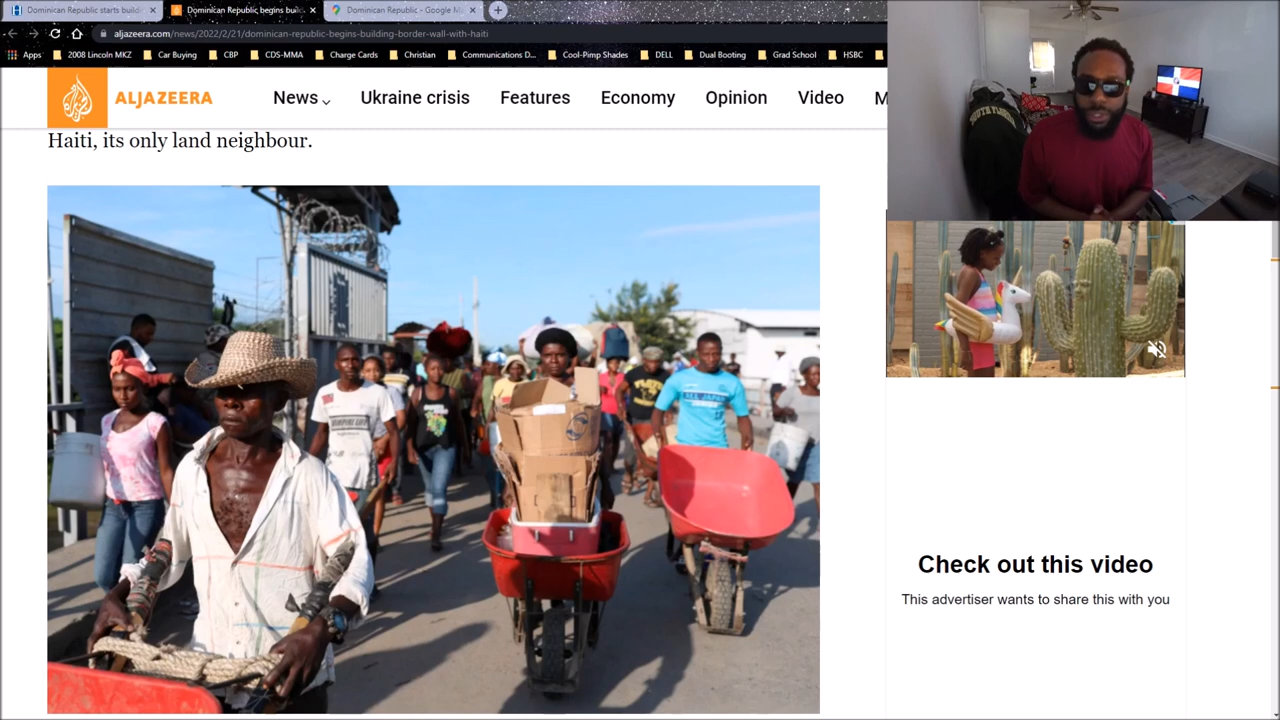 Dominican Republic starts buildi
Dominican Republic begins buildi
Dominican Republic - Google M
aljazeera.com/news/2022/2/21/dominican-republic-begins-building-border-wall-with-haiti
Apps 2008 Lincoln MKZ Car Buying CBP CDS-MMA Charge Cards Christian Communications D... Cool-Pimp Shades DELL Dual Booting Grad School HSBC
ALJAZEERA News Ukraine crisis Features Economy Opinion Video M
Haiti, its only land neighbour.
Check out this video
This advertiser wants to share this with you